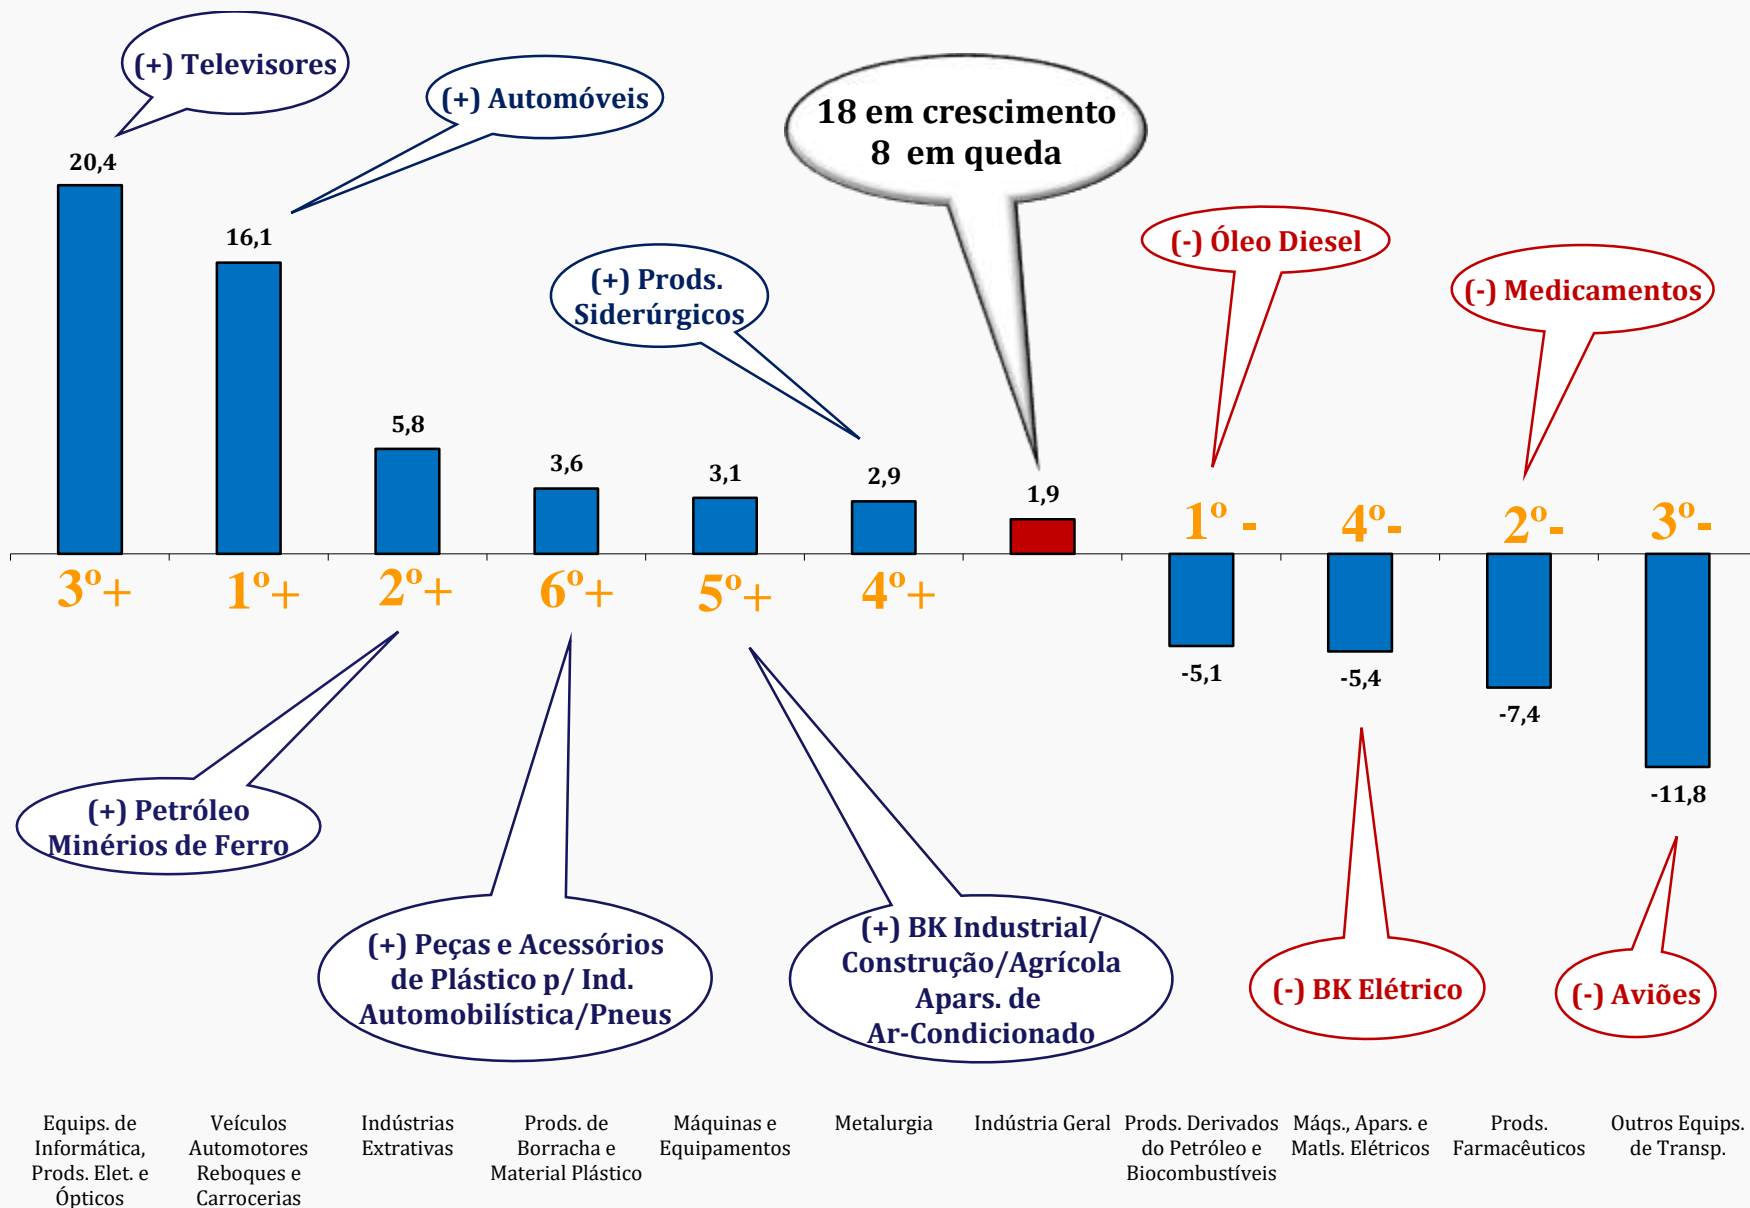 (+) Televisores
(+) Automóveis
18 em crescimento
8 em queda
20,4
16,1
(-) Óleo Diesel
(+) Prods.
Siderúrgicos
(-) Medicamentos
5,8
3,6
3,1
2,9
1,9
1º -
4º-
2º-
3º-
3º+
1º+
2º+
6º+
5º+
4º+
-5,1
-5,4
-7,4
-11,8
(+) Petróleo
Minérios de Ferro
(+) Peças e Acessórios
de Plástico p/ Ind.
Automobilística/Pneus
(+) BK Industrial/
Construção/Agrícola
Apars. de
Ar-Condicionado
(-) BK Elétrico
(-) Aviões
Equips. de
Informática,
Prods. Elet. e
Ópticos
Veículos
Automotores
Reboques e
Carrocerias
Indústrias
Extrativas
Prods. de
Borracha e
Material Plástico
Máquinas e
Equipamentos
Metalurgia
Indústria Geral
Prods. Derivados
do Petróleo e
Biocombustíveis
Máqs., Apars. e
Matls. Elétricos
Prods.
Farmacêuticos
Outros Equips.
de Transp.